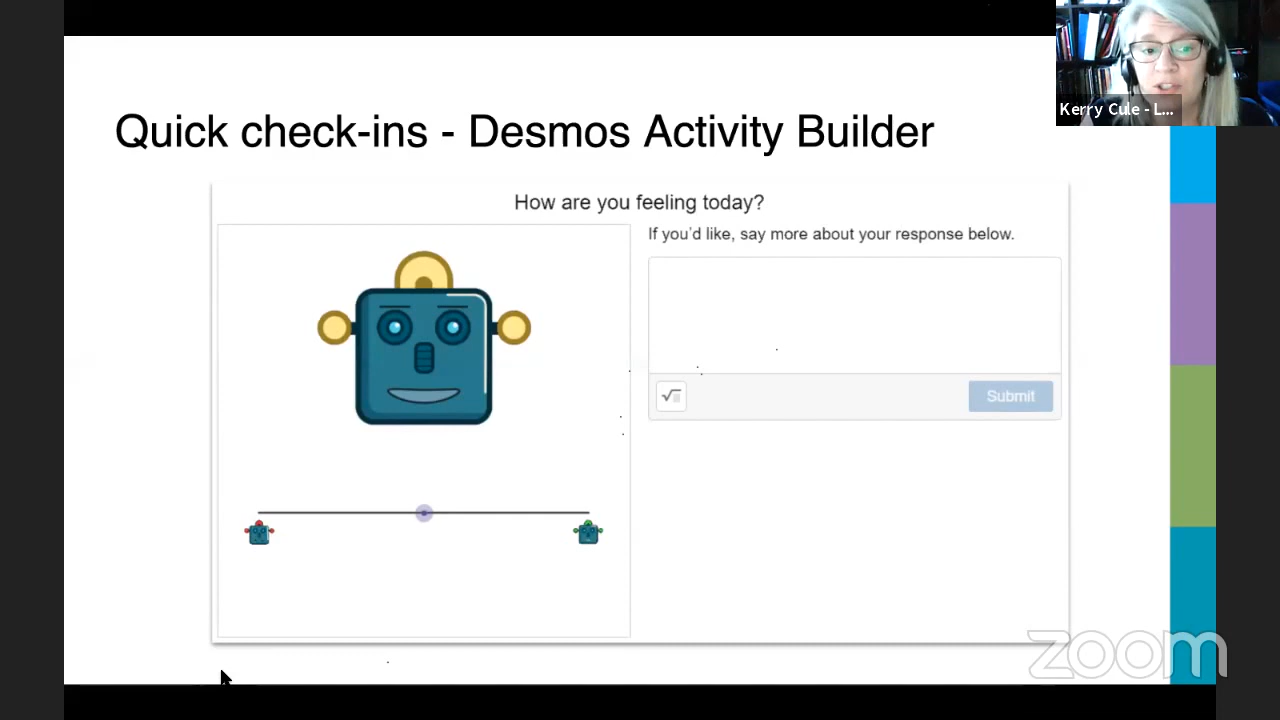 Kerry Cule - L...
Quick check-ins - Desmos Activity Builder
How are you feeling today?
If you'd like, say more about your response below.
√
Submit
zoom